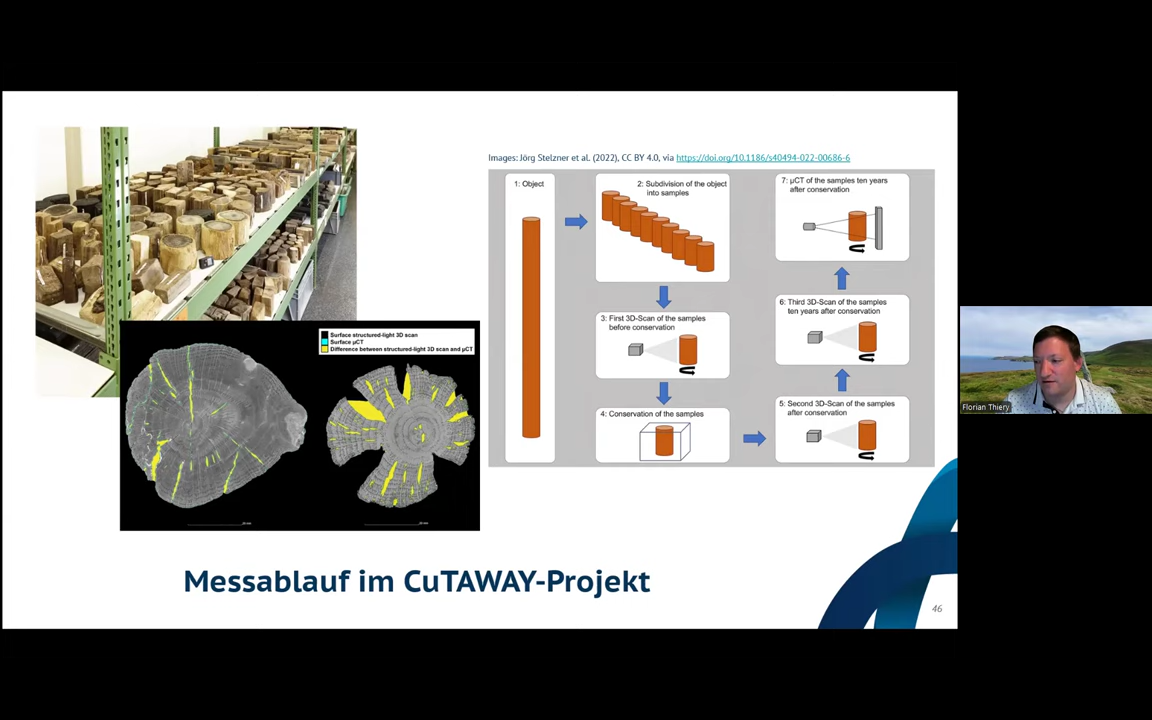 Images: Jörg Stelzner et al. (2022), CC BY 4.0, via https://doi.org/10.1186/s40494-022-00686-6
1: Object
2: Subdivision of the object
into samples
3: First 3D-Scan of the samples
before conservation
4: Conservation of the samples
5: Second 3D-Scan of the samples
after conservation
6: Third 3D-Scan of the samples
ten years after conservation
7: µCT of the samples ten years
after conservation
Surface structured-light 3D scan
Surface µCT
Difference between structured-light 3D scan and µCT
Messablauf im CuTAWAY-Projekt
46
Florian Thiery